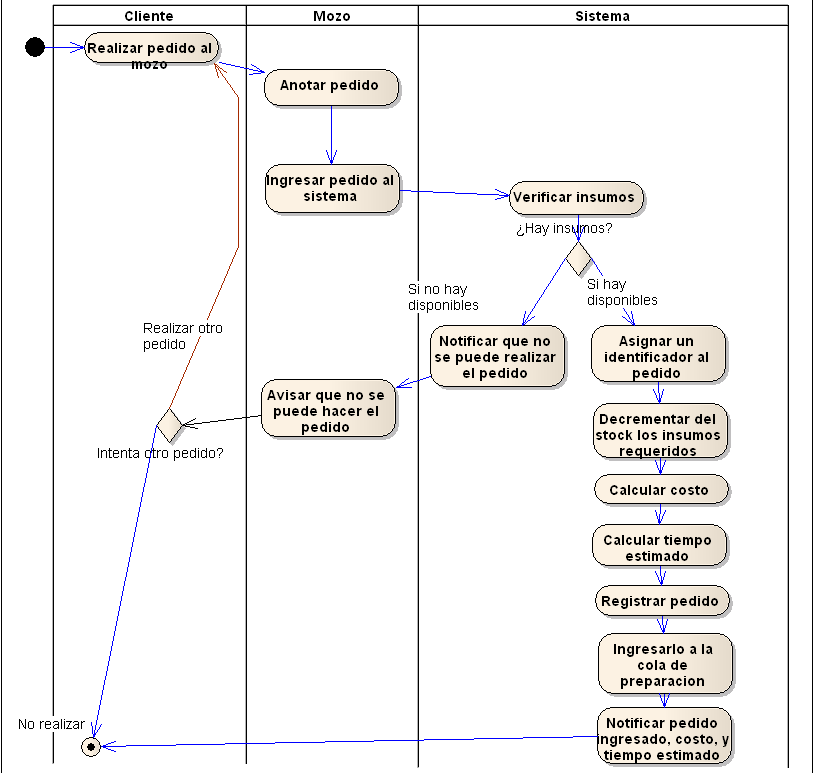 Cliente
Mozo
Sistema
Realizar pedido al
mozo
Anotar pedido
Ingresar pedido al
sistema
Verificar insumos
¿Hay insumos?
Si no hay
disponibles
Si hay
disponibles
Realizar otro
pedido
Notificar que no
se puede realizar
el pedido
Asignar un
identificador al
pedido
Avisar que no se
puede hacer el
pedido
Intenta otro pedido?
Decrementar del
stock los insumos
requeridos
Calcular costo
Calcular tiempo
estimado
Registrar pedido
Ingresarlo a la
cola de
preparacion
No realizar
Notificar pedido
ingresado, costo, y
tiempo estimado